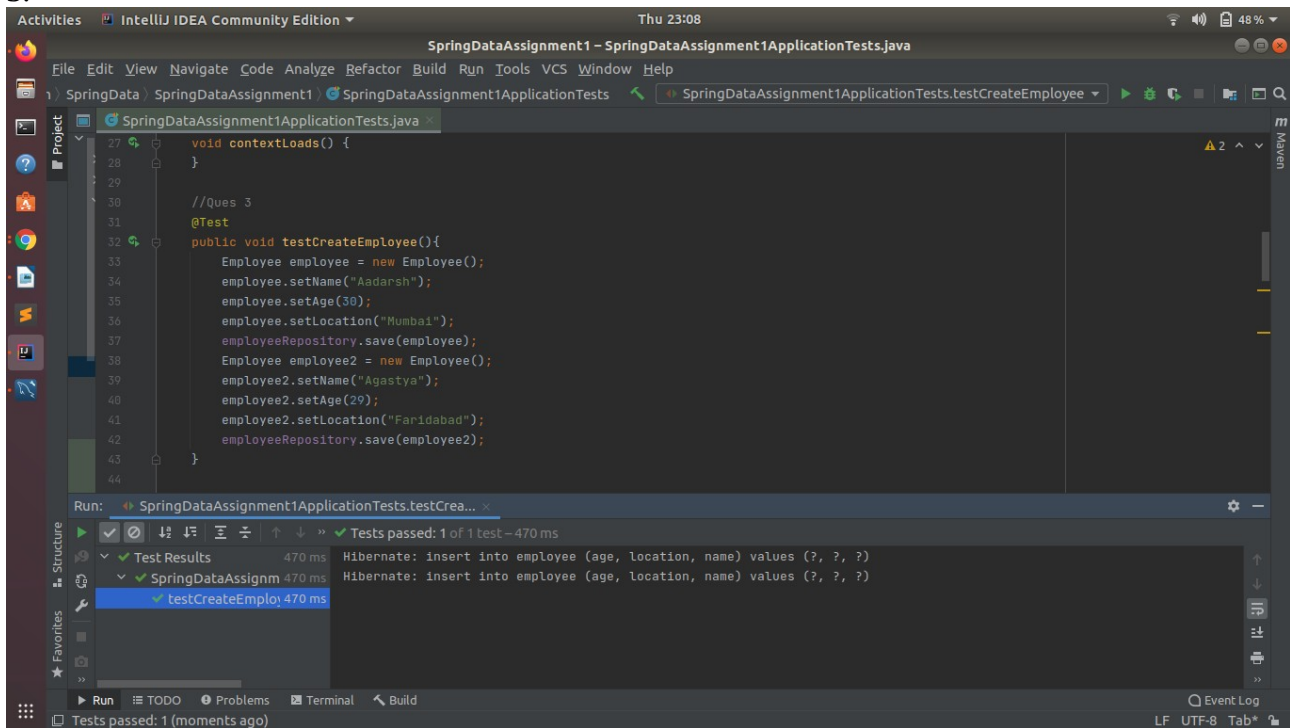 Activities IntelliJ IDEA Community Edition Thu 23:08 48%
SpringDataAssignment1 – SpringDataAssignment1ApplicationTests.java
File Edit View Navigate Code Analyze Refactor Build Run Tools VCS Window Help
SpringData SpringDataAssignment1 SpringDataAssignment1ApplicationTests SpringDataAssignment1ApplicationTests.testCreateEmployee
Project
SpringDataAssignment1ApplicationTests.java
m Maven
2
27 void contextLoads() {
28 }
29
30 //Ques 3
31 @Test
32 public void testCreateEmployee(){
33 Employee employee = new Employee();
34 employee.setName("Aadarsh");
35 employee.setAge(30);
36 employee.setLocation("Mumbai");
37 employeeRepository.save(employee);
38 Employee employee2 = new Employee();
39 employee2.setName("Agastya");
40 employee2.setAge(29);
41 employee2.setLocation("Faridabad");
42 employeeRepository.save(employee2);
43 }
44
Run: SpringDataAssignment1ApplicationTests.testCrea...
Tests passed: 1 of 1 test – 470 ms
Test Results 470 ms Hibernate: insert into employee (age, location, name) values (?, ?, ?)
SpringDataAssignm 470 ms Hibernate: insert into employee (age, location, name) values (?, ?, ?)
testCreateEmploy 470 ms
Structure
Favorites
Run TODO Problems Terminal Build Event Log
Tests passed: 1 (moments ago) LF UTF-8 Tab*